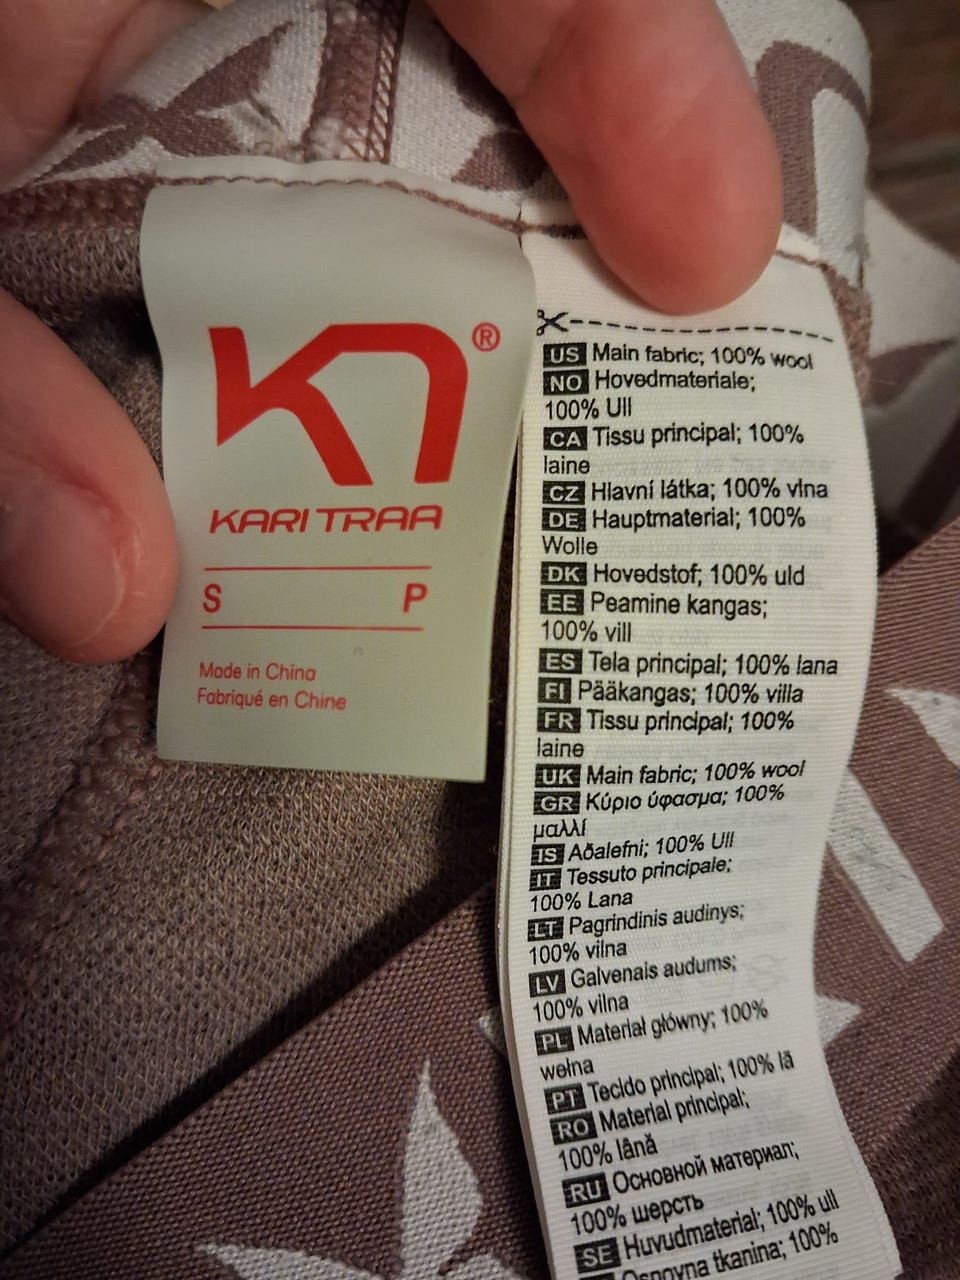 KARI TRAA
S P
Made in China
Fabriqué en Chine
US Main fabric; 100% wool
NO Hovedmateriale;
100% Ull
CA Tissu principal; 100%
laine
CZ Hlavní látka; 100% vlna
DE Hauptmaterial; 100%
Wolle
DK Hovedstof; 100% uld
EE Peamine kangas;
100% vill
ES Tela principal; 100% lana
FI Pääkangas; 100% villa
FR Tissu principal; 100%
laine
UK Main fabric; 100% wool
GR Κύριο ύφασμα; 100%
μαλλί
IS Aðalefni; 100% Ull
IT Tessuto principale;
100% Lana
LT Pagrindinis audinys;
100% vilna
LV Galvenais audums;
100% vilna
PL Materiał główny; 100%
wełna
PT Tecido principal; 100% lã
RO Material principal;
100% lână
RU Основной материал;
100% шерсть
SE Huvudmaterial; 100% ull
Osnovna tkanina; 100%